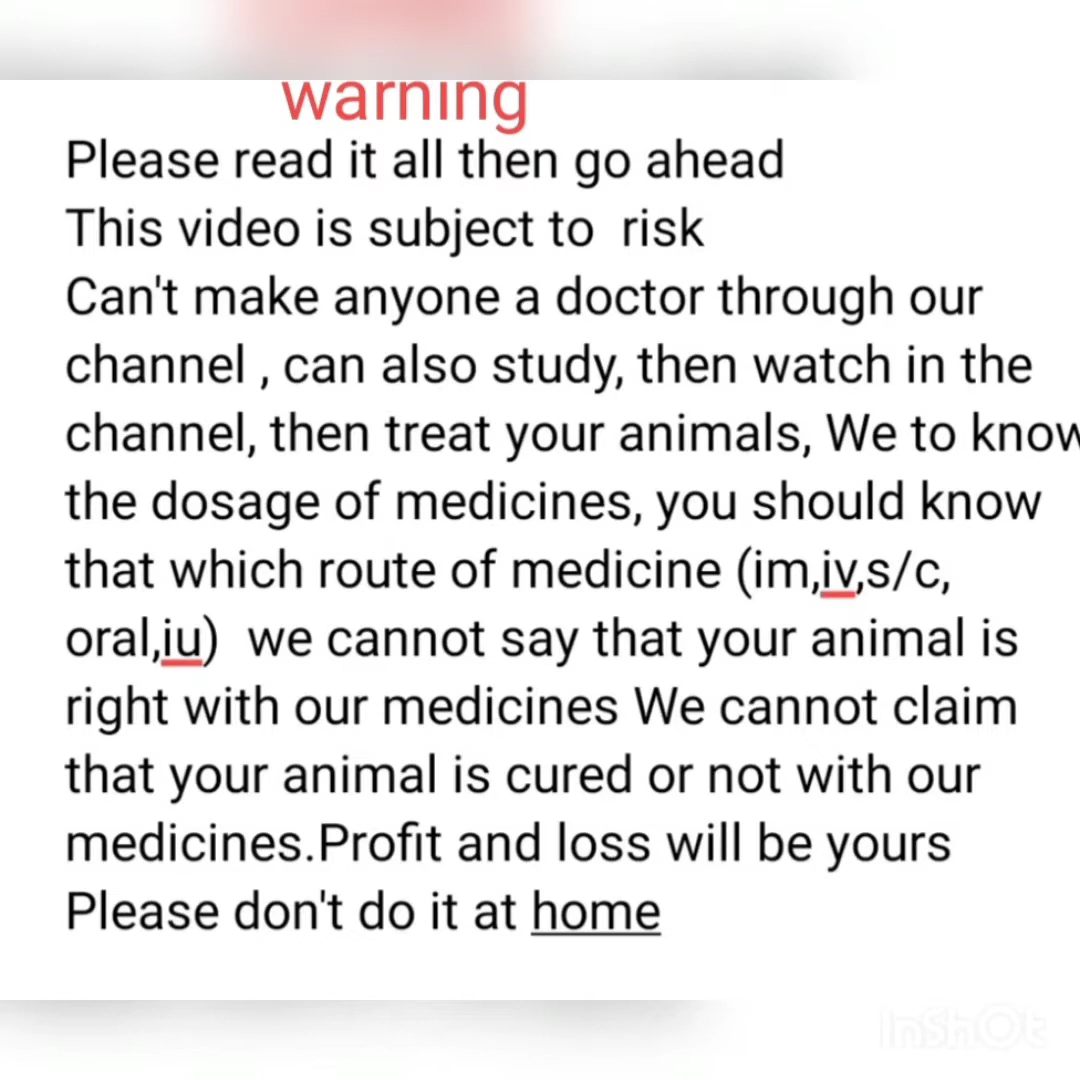 warning
Please read it all then go ahead
This video is subject to risk
Can't make anyone a doctor through our
channel , can also study, then watch in the
channel, then treat your animals, We to know
the dosage of medicines, you should know
that which route of medicine (im,iv,s/c,
oral,iu) we cannot say that your animal is
right with our medicines We cannot claim
that your animal is cured or not with our
medicines.Profit and loss will be yours
Please don't do it at home
InShOt